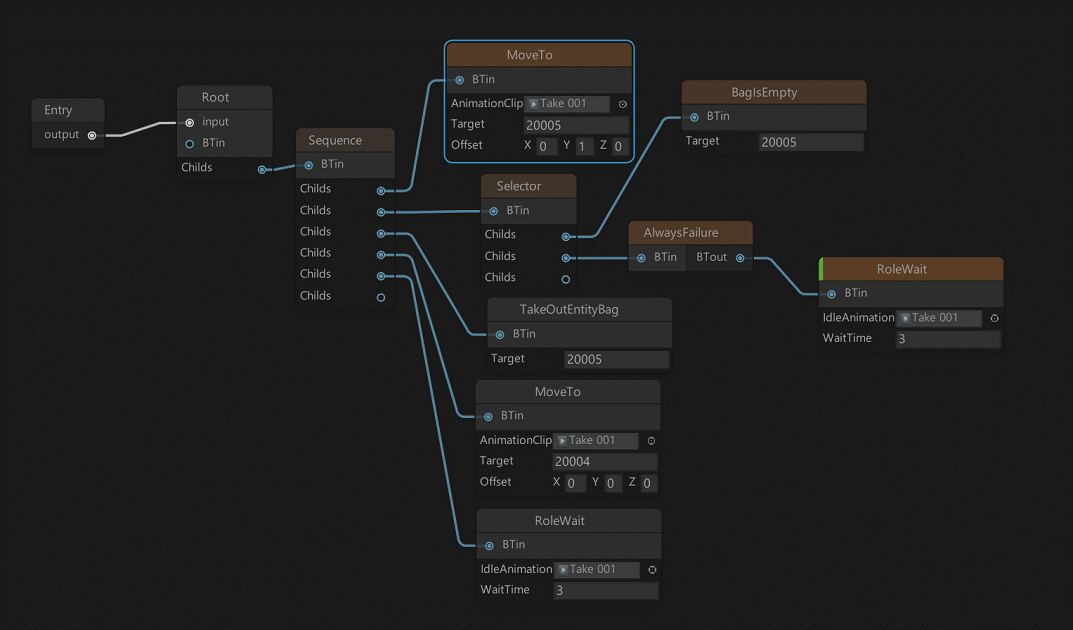 Entry
output
Root
input
BTin
Childs
Sequence
BTin
Childs
Childs
Childs
Childs
Childs
Childs
MoveTo
BTin
AnimationClip Take 001
Target 20005
Offset X 0 Y 1 Z 0
Selector
BTin
Childs
Childs
Childs
BagIsEmpty
BTin
Target 20005
AlwaysFailure
BTin BTout
RoleWait
BTin
IdleAnimation Take 001
WaitTime 3
TakeOutEntityBag
BTin
Target 20005
MoveTo
BTin
AnimationClip Take 001
Target 20004
Offset X 0 Y 0 Z 0
RoleWait
BTin
IdleAnimation Take 001
WaitTime 3